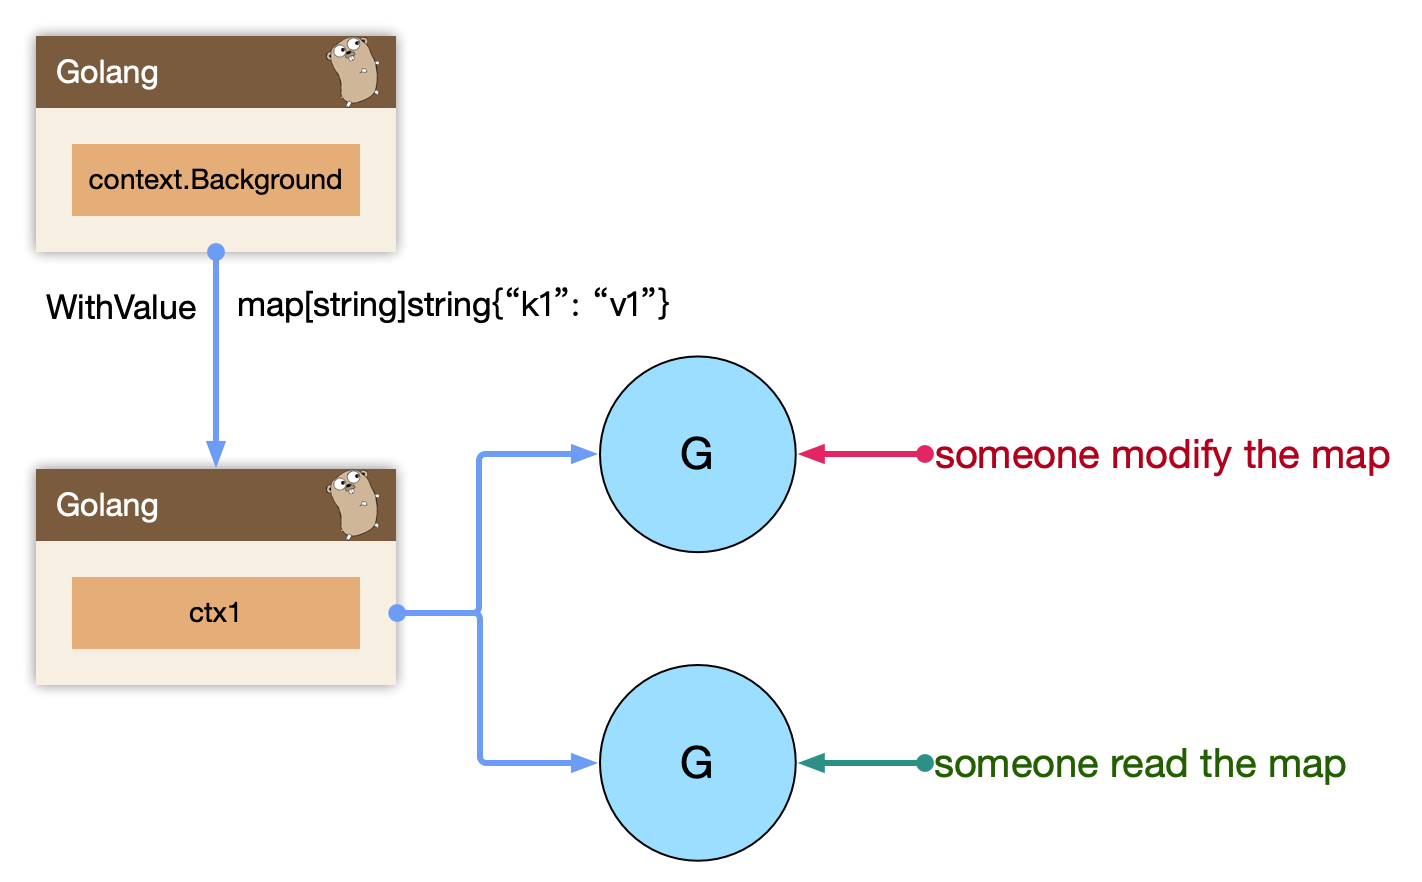 Golang
context.Background
WithValue
map[string]string{“k1”: “v1”}
G
someone modify the map
Golang
ctx1
G
someone read the map